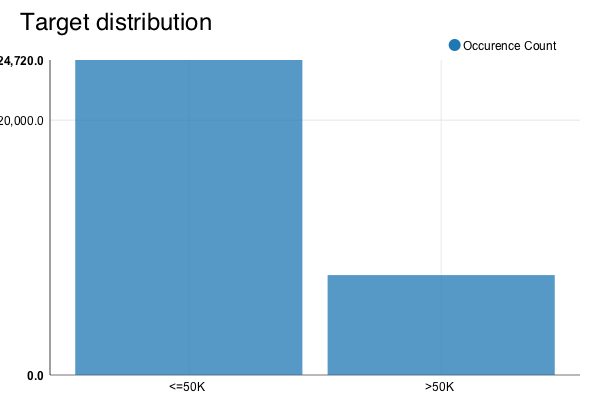 Target distribution
Occurence Count
24,720.0
20,000.0
0.0
<=50K
>50K